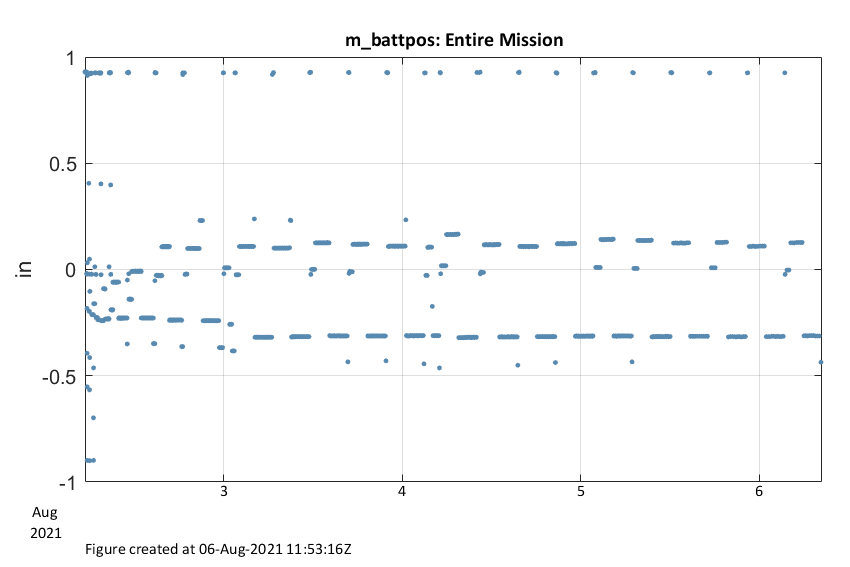 m_battpos: Entire Mission
1
0.5
0
-0.5
-1
in
3
4
5
6
Aug
2021
Figure created at 06-Aug-2021 11:53:16Z